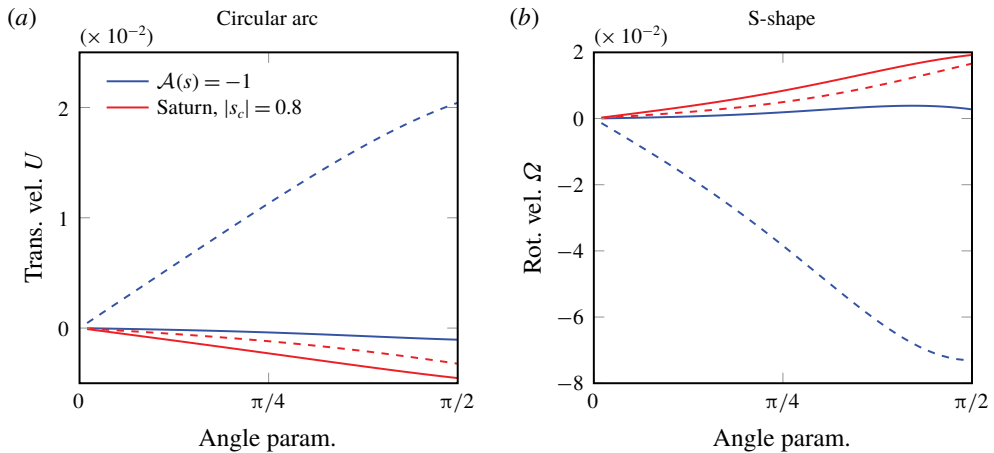 (a) Circular arc
(× 10⁻²)
2
1
0
Trans. vel. U
𝒜(s) = −1
Saturn, |s_c| = 0.8
0 π/4 π/2
Angle param.
(b) S-shape
(× 10⁻²)
2
0
−2
−4
−6
−8
Rot. vel. Ω
0 π/4 π/2
Angle param.